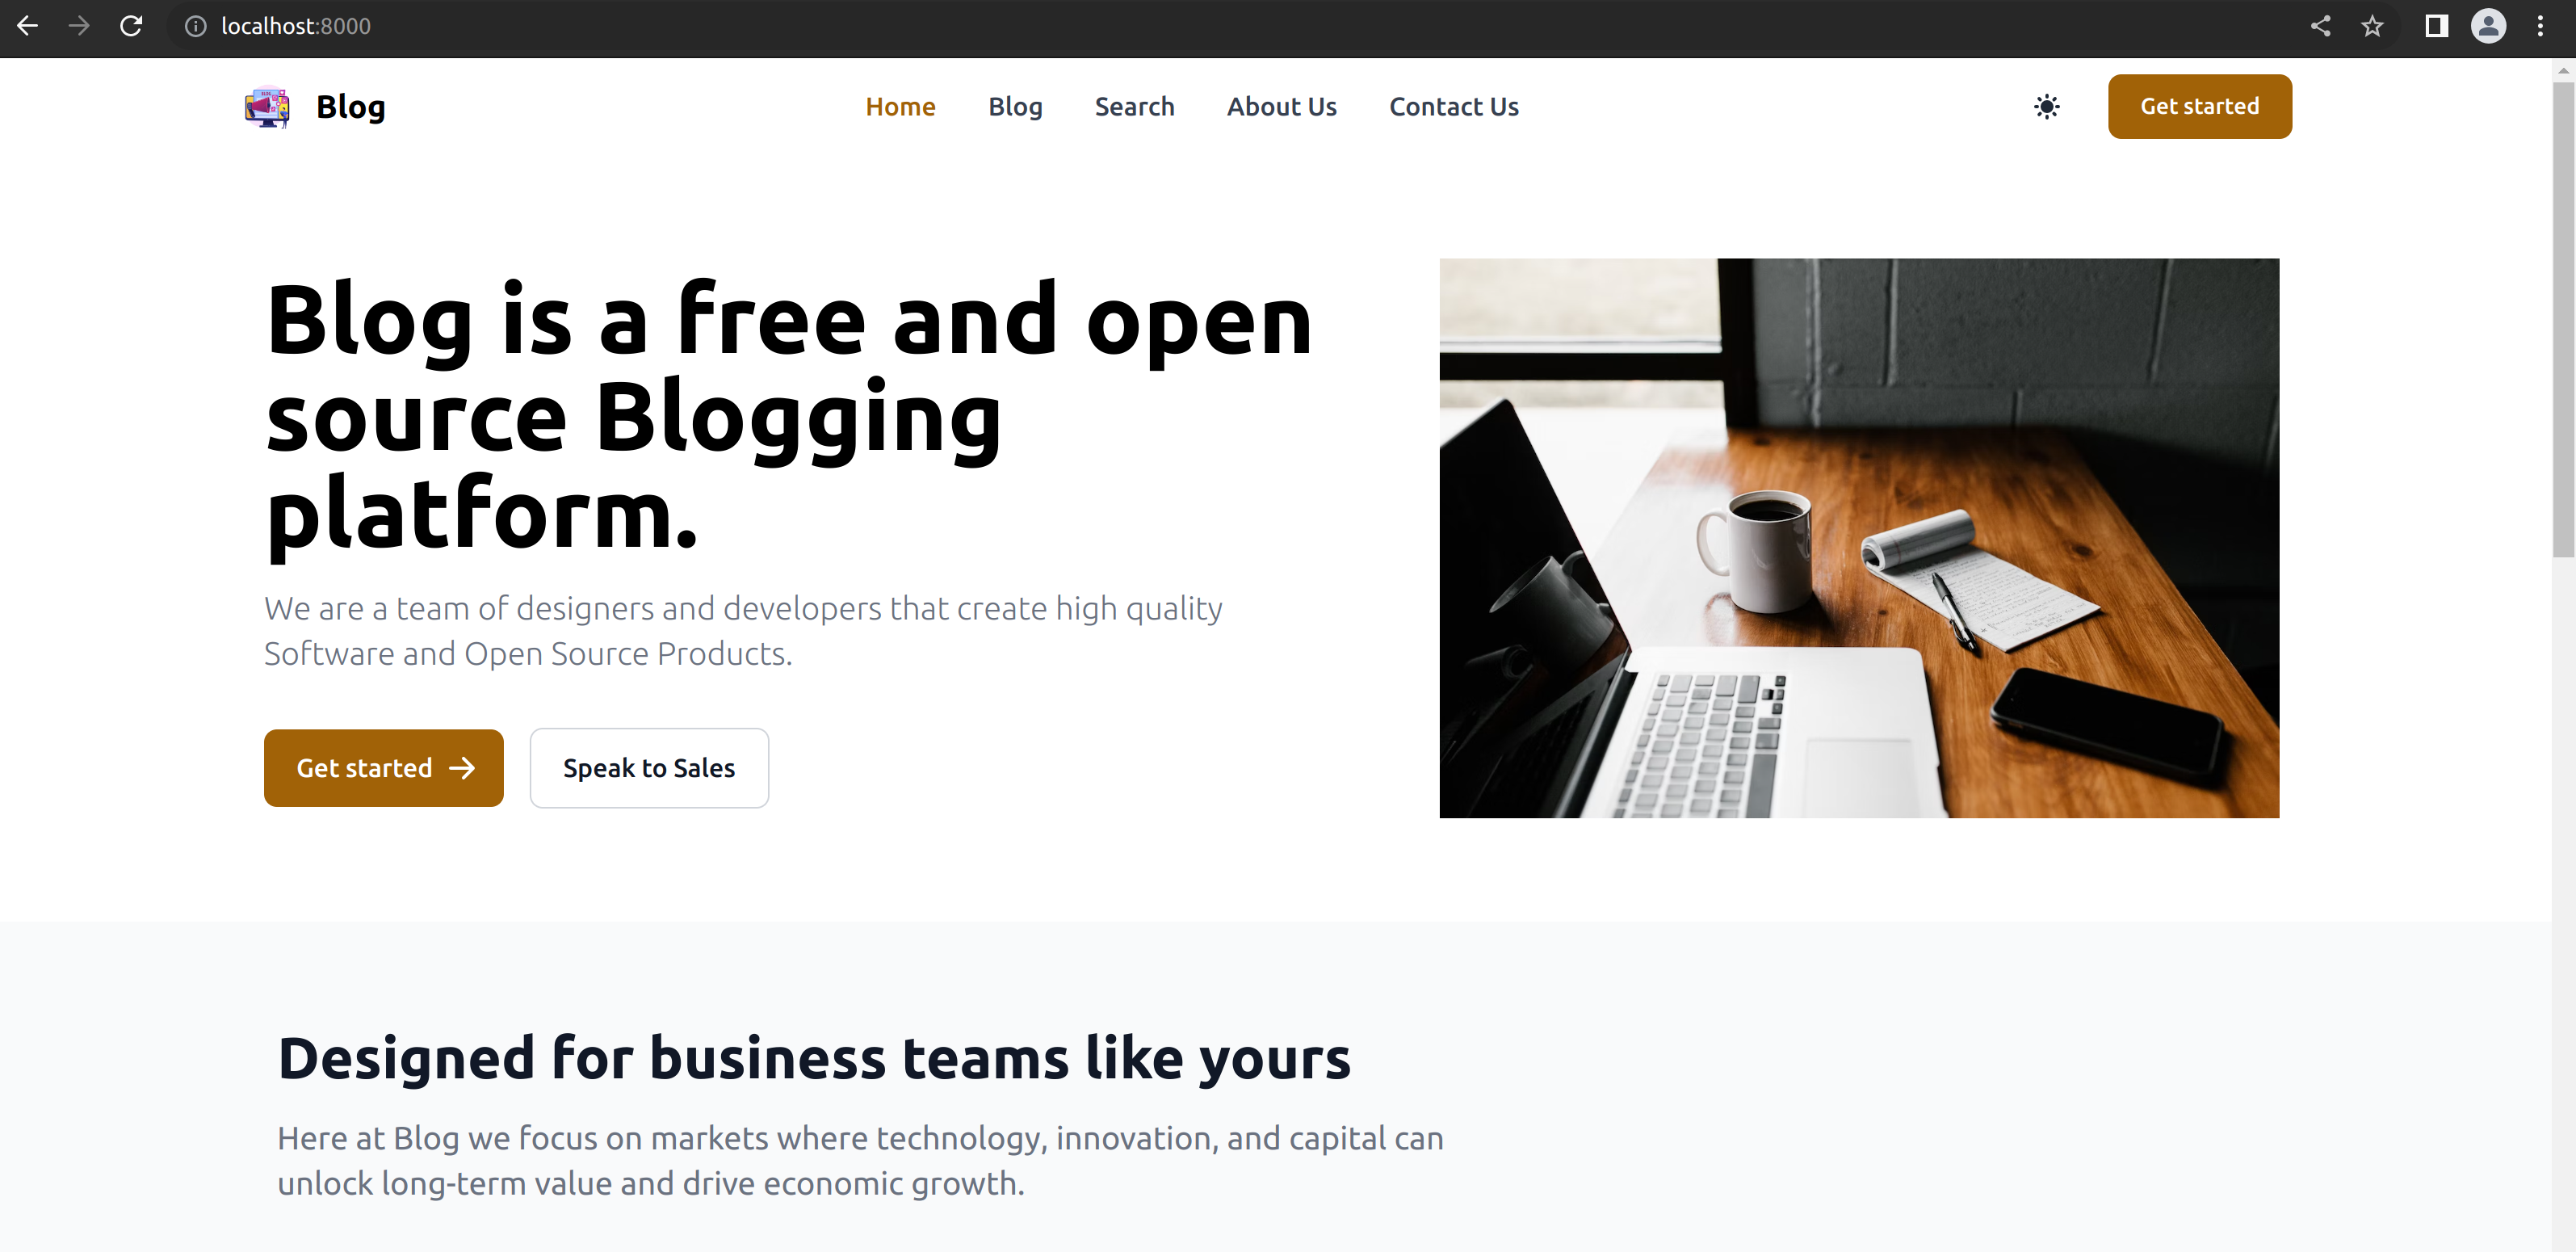 localhost:8000
Blog
Home Blog Search About Us Contact Us
Get started
Blog is a free and open
source Blogging
platform.
We are a team of designers and developers that create high quality
Software and Open Source Products.
Get started
Speak to Sales
Designed for business teams like yours
Here at Blog we focus on markets where technology, innovation, and capital can
unlock long-term value and drive economic growth.